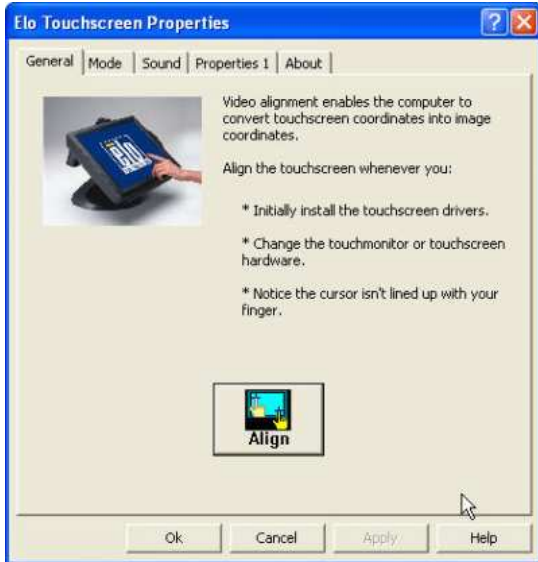 Elo Touchscreen Properties
General Mode Sound Properties 1 About
Video alignment enables the computer to
convert touchscreen coordinates into image
coordinates.
elo
Align the touchscreen whenever you:
* Initially install the touchscreen drivers.
* Change the touchmonitor or touchscreen
hardware.
* Notice the cursor isn't lined up with your
finger.
Align
Ok Cancel Apply Help